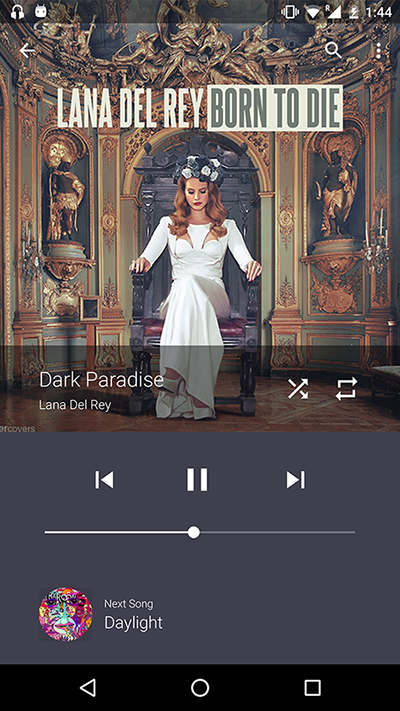 R
1:44
LANA DEL REY BORN TO DIE
Dark Paradise
Lana Del Rey
ercovers
Next Song
Daylight